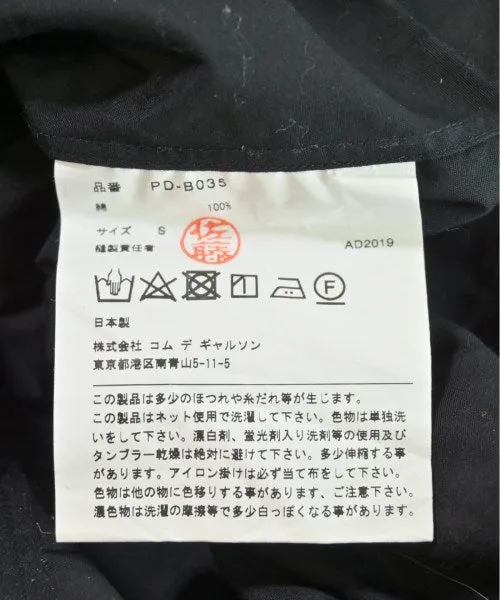 品番 PD-B035
綿 100%
サイズ S
佐藤
縫製責任者 AD2019
F
日本製
株式会社 コム デ ギャルソン
東京都港区南青山5-11-5
この製品は多少のほつれや糸だれ等が生じます。
この製品はネット使用で洗濯して下さい。色物は単独洗
いをして下さい。漂白剤、蛍光剤入り洗剤等の使用及び
タンブラー乾燥は絶対に避けて下さい。多少伸縮する事
があります。アイロン掛けは必ず当て布をして下さい。
色物は他の物に色移りする事があります、ご注意下さい。
濃色物は洗濯の摩擦等で多少白っぽくなる事があります。